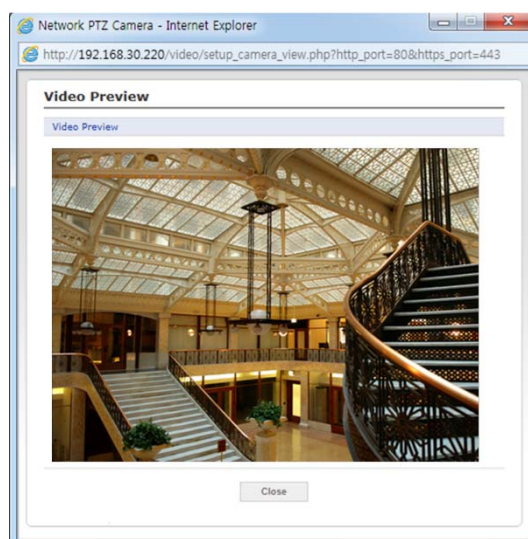 Network PTZ Camera - Internet Explorer
http://192.168.30.220/video/setup_camera_view.php?http_port=80&https_port=443
Video Preview
Video Preview
Close